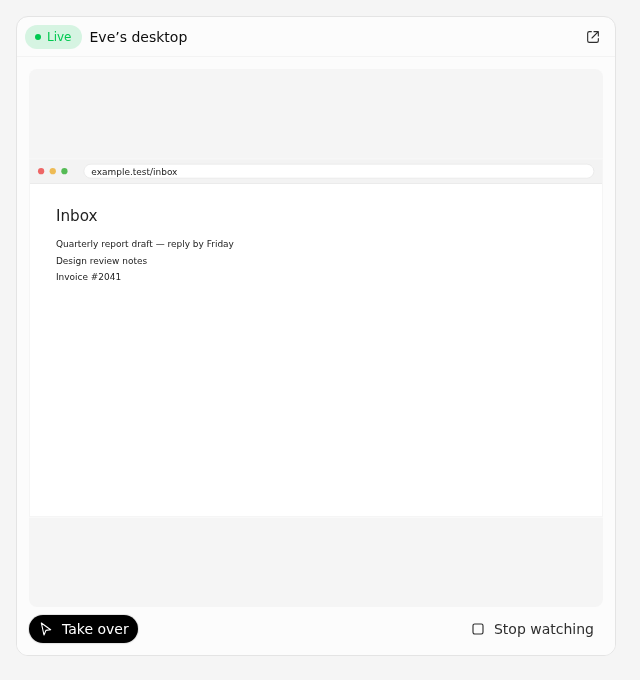 Live
Eve’s desktop
example.test/inbox
Inbox
Quarterly report draft — reply by Friday
Design review notes
Invoice #2041
Take over
Stop watching